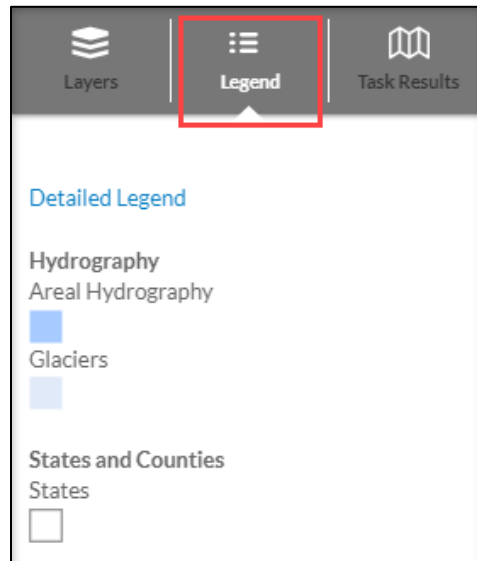 Layers
Legend
Task Results
Detailed Legend
Hydrography
Areal Hydrography
Glaciers
States and Counties
States